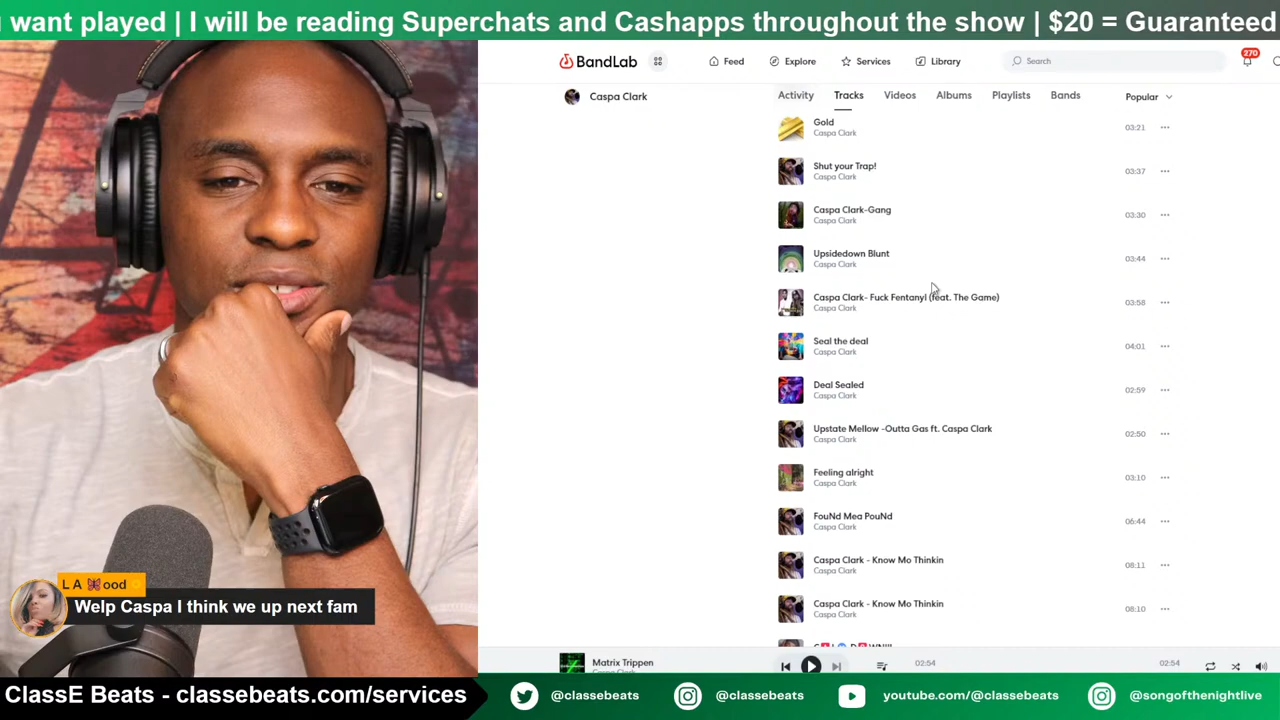 want played | I will be reading Superchats and Cashapps throughout the show | $20 = Guaranteed
BandLab
Feed
Explore
Services
Library
Search
270
Caspa Clark
Activity
Tracks
Videos
Albums
Playlists
Bands
Popular
Gold
Caspa Clark
03:21
Shut your Trap!
Caspa Clark
03:37
Caspa Clark-Gang
Caspa Clark
03:30
Upsidedown Blunt
Caspa Clark
03:44
Caspa Clark- Fuck Fentanyl (feat. The Game)
Caspa Clark
03:58
Seal the deal
Caspa Clark
04:01
Deal Sealed
Caspa Clark
02:59
Upstate Mellow -Outta Gas ft. Caspa Clark
Caspa Clark
02:50
Feeling alright
Caspa Clark
03:10
FouNd Mea PouNd
Caspa Clark
06:44
Caspa Clark - Know Mo Thinkin
Caspa Clark
08:11
Caspa Clark - Know Mo Thinkin
Caspa Clark
08:10
L A 🦋ood
Welp Caspa I think we up next fam
Matrix Trippen
Caspa Clark
02:54
02:54
ClassE Beats - classebeats.com/services
@classebeats
@classebeats
youtube.com/@classebeats
@songofthenightlive